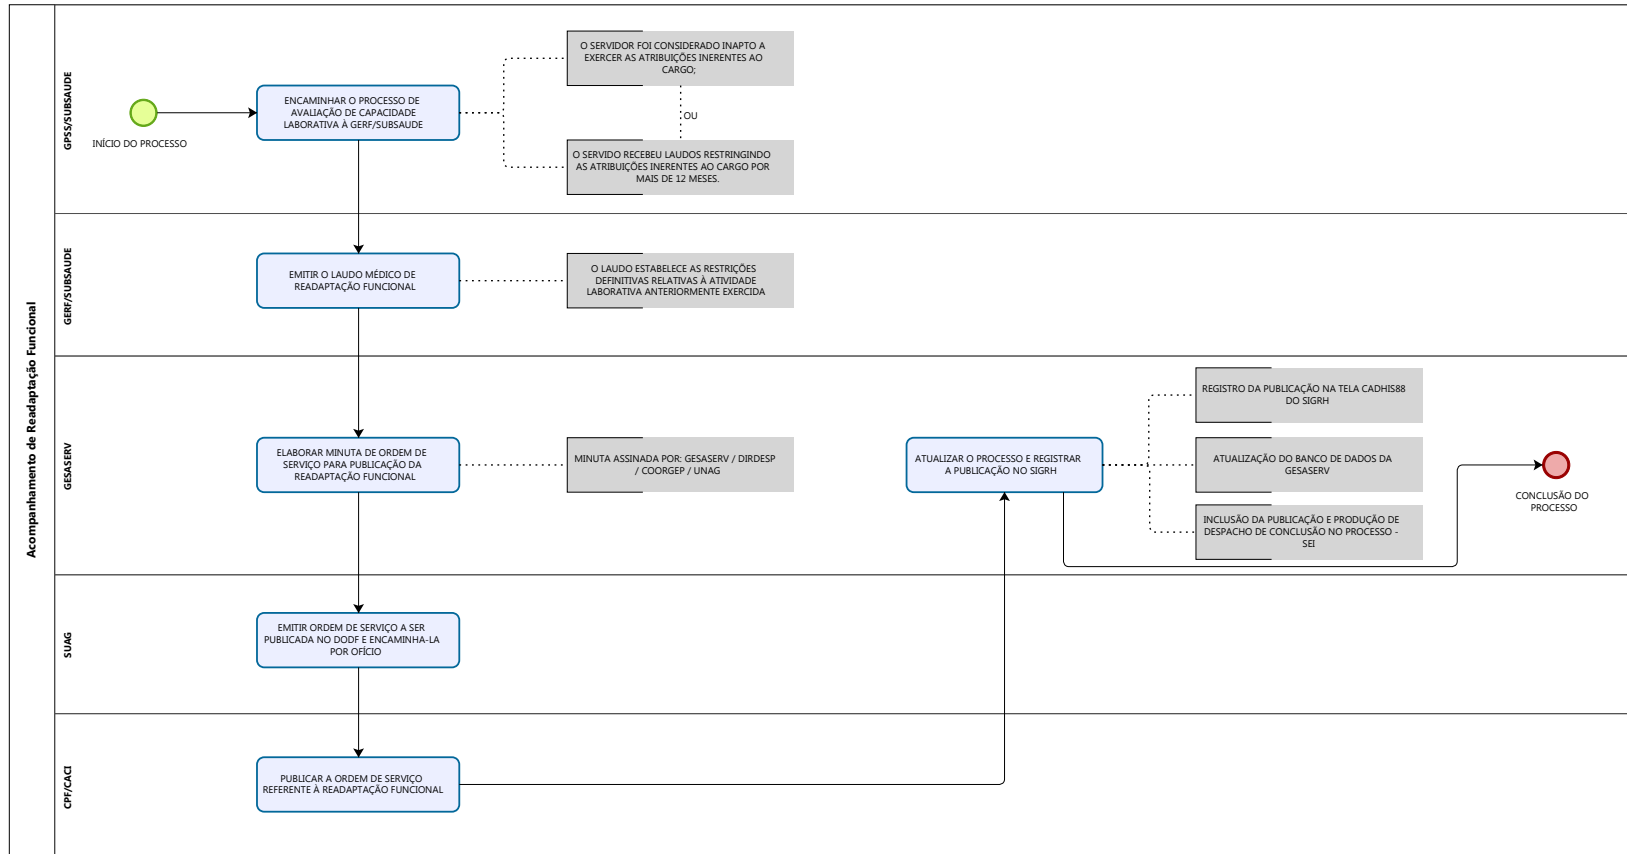 Acompanhamento de Readaptação Funcional
GPSS/SUBSAUDE
INÍCIO DO PROCESSO
ENCAMINHAR O PROCESSO DE
AVALIAÇÃO DE CAPACIDADE
LABORATIVA À GERF/SUBSAUDE
O SERVIDOR FOI CONSIDERADO INAPTO A
EXERCER AS ATRIBUIÇÕES INERENTES AO
CARGO;
OU
O SERVIDO RECEBEU LAUDOS RESTRINGINDO
AS ATRIBUIÇÕES INERENTES AO CARGO POR
MAIS DE 12 MESES.
GERF/SUBSAUDE
EMITIR O LAUDO MÉDICO DE
READAPTAÇÃO FUNCIONAL
O LAUDO ESTABELECE AS RESTRIÇÕES
DEFINITIVAS RELATIVAS À ATIVIDADE
LABORATIVA ANTERIORMENTE EXERCIDA
GESASERV
ELABORAR MINUTA DE ORDEM DE
SERVIÇO PARA PUBLICAÇÃO DA
READAPTAÇÃO FUNCIONAL
MINUTA ASSINADA POR: GESASERV / DIRDESP
/ COORGEP / UNAG
ATUALIZAR O PROCESSO E REGISTRAR
A PUBLICAÇÃO NO SIGRH
REGISTRO DA PUBLICAÇÃO NA TELA CADHIS88
DO SIGRH
ATUALIZAÇÃO DO BANCO DE DADOS DA
GESASERV
INCLUSÃO DA PUBLICAÇÃO E PRODUÇÃO DE
DESPACHO DE CONCLUSÃO NO PROCESSO -
SEI
CONCLUSÃO DO
PROCESSO
SUAG
EMITIR ORDEM DE SERVIÇO A SER
PUBLICADA NO DODF E ENCAMINHA-LA
POR OFÍCIO
CPF/CACI
PUBLICAR A ORDEM DE SERVIÇO
REFERENTE À READAPTAÇÃO FUNCIONAL